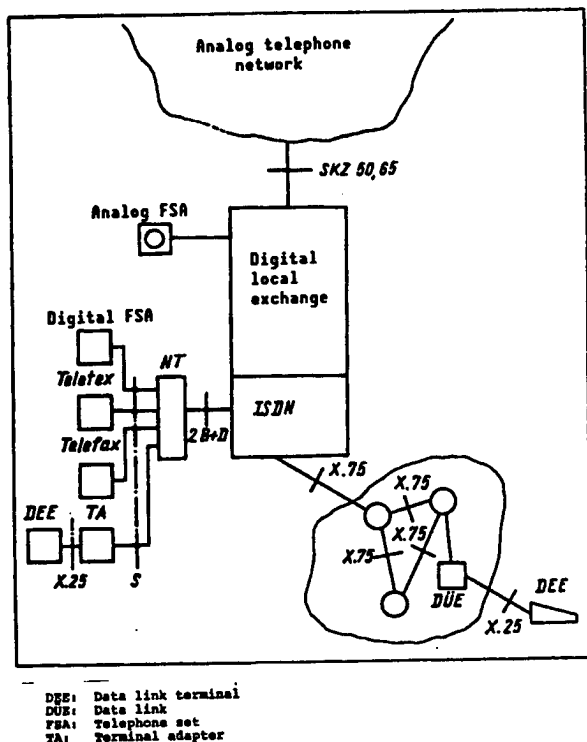 Analog telephone
network
SKZ 50,65
Analog FSA
Digital
local
exchange
Digital FSA
NT
Teletex
ISDN
2B+D
Telefax
X.75
X.75
DEE
TA
X.75
X.75
X.25
S
DÜE
DEE
X.25
DEE: Data link terminal
DÜE: Data link
FSA: Telephone set
TA: Terminal adapter